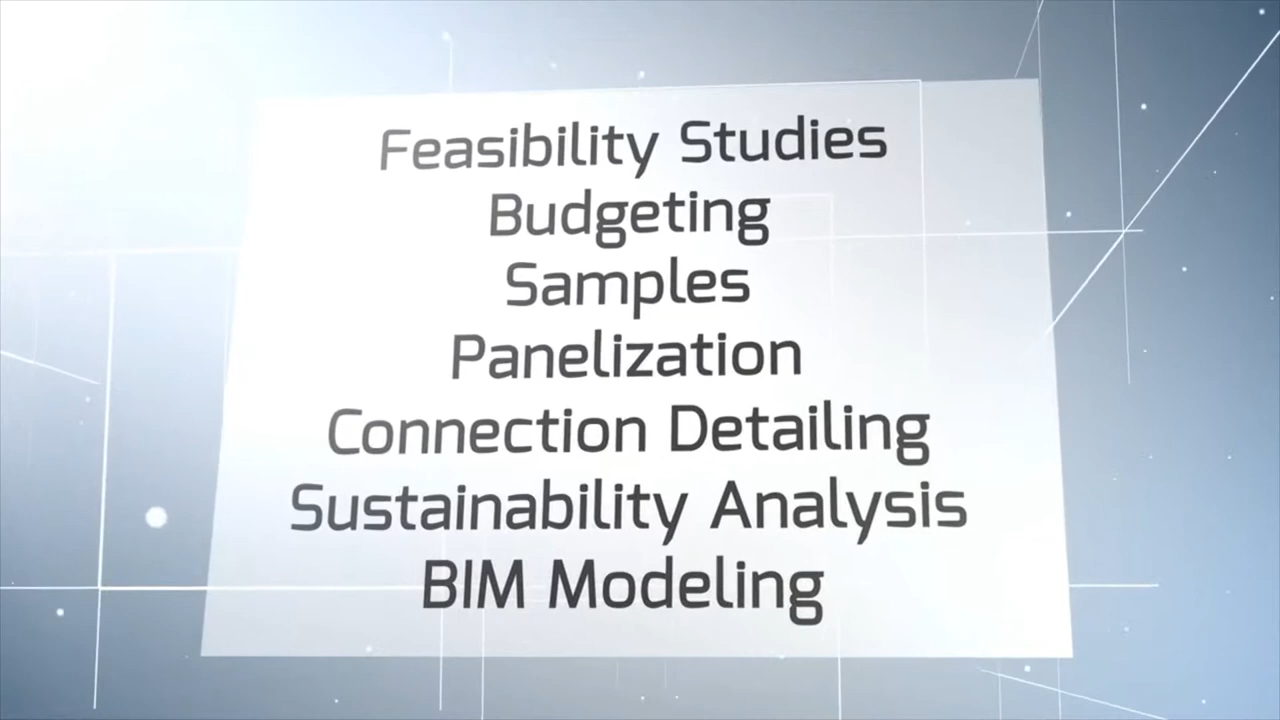 Feasibility Studies
Budgeting
Samples
Panelization
Connection Detailing
Sustainability Analysis
BIM Modeling